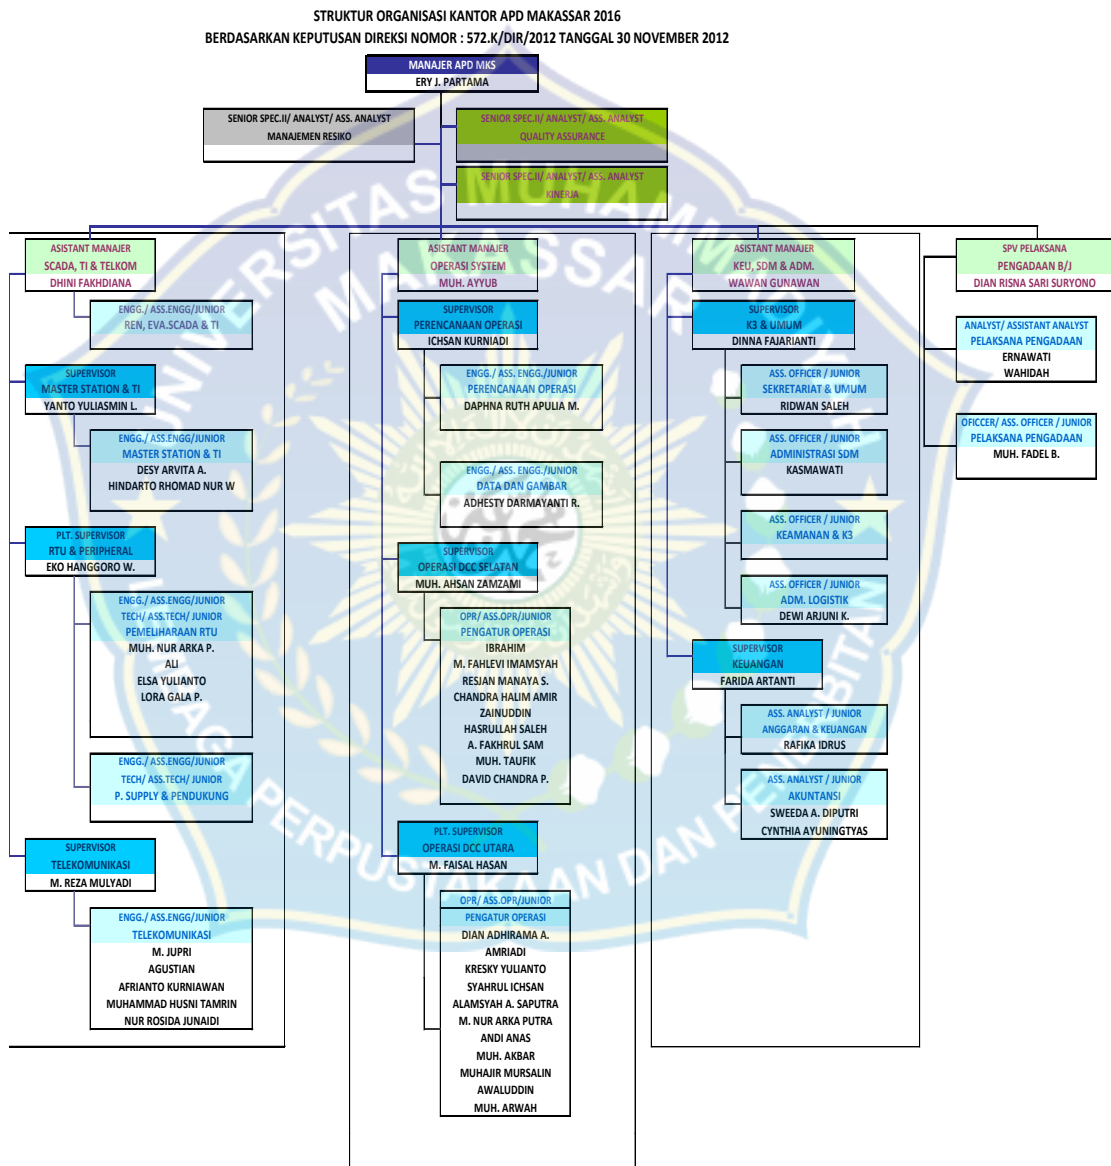 STRUKTUR ORGANISASI KANTOR APD MAKASSAR 2016
BERDASARKAN KEPUTUSAN DIREKSI NOMOR : 572.K/DIR/2012 TANGGAL 30 NOVEMBER 2012
MANAJER APD MKS
ERY J. PARTAMA
SENIOR SPEC.II/ ANALYST/ ASS. ANALYST
MANAJEMEN RESIKO
SENIOR SPEC.II/ ANALYST/ ASS. ANALYST
QUALITY ASSURANCE
SENIOR SPEC.II/ ANALYST/ ASS. ANALYST
KINERJA
ASISTANT MANAJER
SCADA, TI & TELKOM
DHINI FAKHDIANA
ENGG./ ASS.ENGG/JUNIOR
REN, EVA.SCADA & TI
SUPERVISOR
MASTER STATION & TI
YANTO YULIASMIN L.
ENGG./ ASS.ENGG/JUNIOR
MASTER STATION & TI
DESY ARVITA A.
HINDARTO RHOMAD NUR W
PLT. SUPERVISOR
RTU & PERIPHERAL
EKO HANGGORO W.
ENGG./ ASS.ENGG/JUNIOR
TECH/ ASS.TECH/ JUNIOR
PEMELIHARAAN RTU
MUH. NUR ARKA P.
ALI
ELSA YULIANTO
LORA GALA P.
ENGG./ ASS.ENGG/JUNIOR
TECH/ ASS.TECH/ JUNIOR
P. SUPPLY & PENDUKUNG
SUPERVISOR
TELEKOMUNIKASI
M. REZA MULYADI
ENGG./ ASS.ENGG/JUNIOR
TELEKOMUNIKASI
M. JUPRI
AGUSTIAN
AFRIANTO KURNIAWAN
MUHAMMAD HUSNI TAMRIN
NUR ROSIDA JUNAIDI
ASISTANT MANAJER
OPERASI SYSTEM
MUH. AYYUB
SUPERVISOR
PERENCANAAN OPERASI
ICHSAN KURNIADI
ENGG./ ASS. ENGG./JUNIOR
PERENCANAAN OPERASI
DAPHNA RUTH APULIA M.
ENGG./ ASS. ENGG./JUNIOR
DATA DAN GAMBAR
ADHESTY DARMAYANTI R.
SUPERVISOR
OPERASI DCC SELATAN
MUH. AHSAN ZAMZAMI
OPR/ ASS.OPR/JUNIOR
PENGATUR OPERASI
IBRAHIM
M. FAHLEVI IMAMSYAH
RESJAN MANAYA S.
CHANDRA HALIM AMIR
ZAINUDDIN
HASRULLAH SALEH
A. FAKHRUL SAM
MUH. TAUFIK
DAVID CHANDRA P.
PLT. SUPERVISOR
OPERASI DCC UTARA
M. FAISAL HASAN
OPR/ ASS.OPR/JUNIOR
PENGATUR OPERASI
DIAN ADHIRAMA A.
AMRIADI
KRESKY YULIANTO
SYAHRUL ICHSAN
ALAMSYAH A. SAPUTRA
M. NUR ARKA PUTRA
ANDI ANAS
MUH. AKBAR
MUHAJIR MURSALIN
AWALUDDIN
MUH. ARWAH
ASISTANT MANAJER
KEU, SDM & ADM.
WAWAN GUNAWAN
SUPERVISOR
K3 & UMUM
DINNA FAJARIANTI
ASS. OFFICER / JUNIOR
SEKRETARIAT & UMUM
RIDWAN SALEH
ASS. OFFICER / JUNIOR
ADMINISTRASI SDM
KASMAWATI
ASS. OFFICER / JUNIOR
KEAMANAN & K3
ASS. OFFICER / JUNIOR
ADM. LOGISTIK
DEWI ARJUNI K.
SUPERVISOR
KEUANGAN
FARIDA ARTANTI
ASS. ANALYST / JUNIOR
ANGGARAN & KEUANGAN
RAFIKA IDRUS
ASS. ANALYST / JUNIOR
AKUNTANSI
SWEEDA A. DIPUTRI
CYNTHIA AYUNINGTYAS
SPV PELAKSANA
PENGADAAN B/J
DIAN RISNA SARI SURYONO
ANALYST/ ASSISTANT ANALYST
PELAKSANA PENGADAAN
ERNAWATI
WAHIDAH
OFICCER/ ASS. OFFICER / JUNIOR
PELAKSANA PENGADAAN
MUH. FADEL B.
UNIVERSITAS MUHAMMADIYAH
MAKASSAR
LEMBAGA PERPUSTAKAAN DAN PENERBITAN